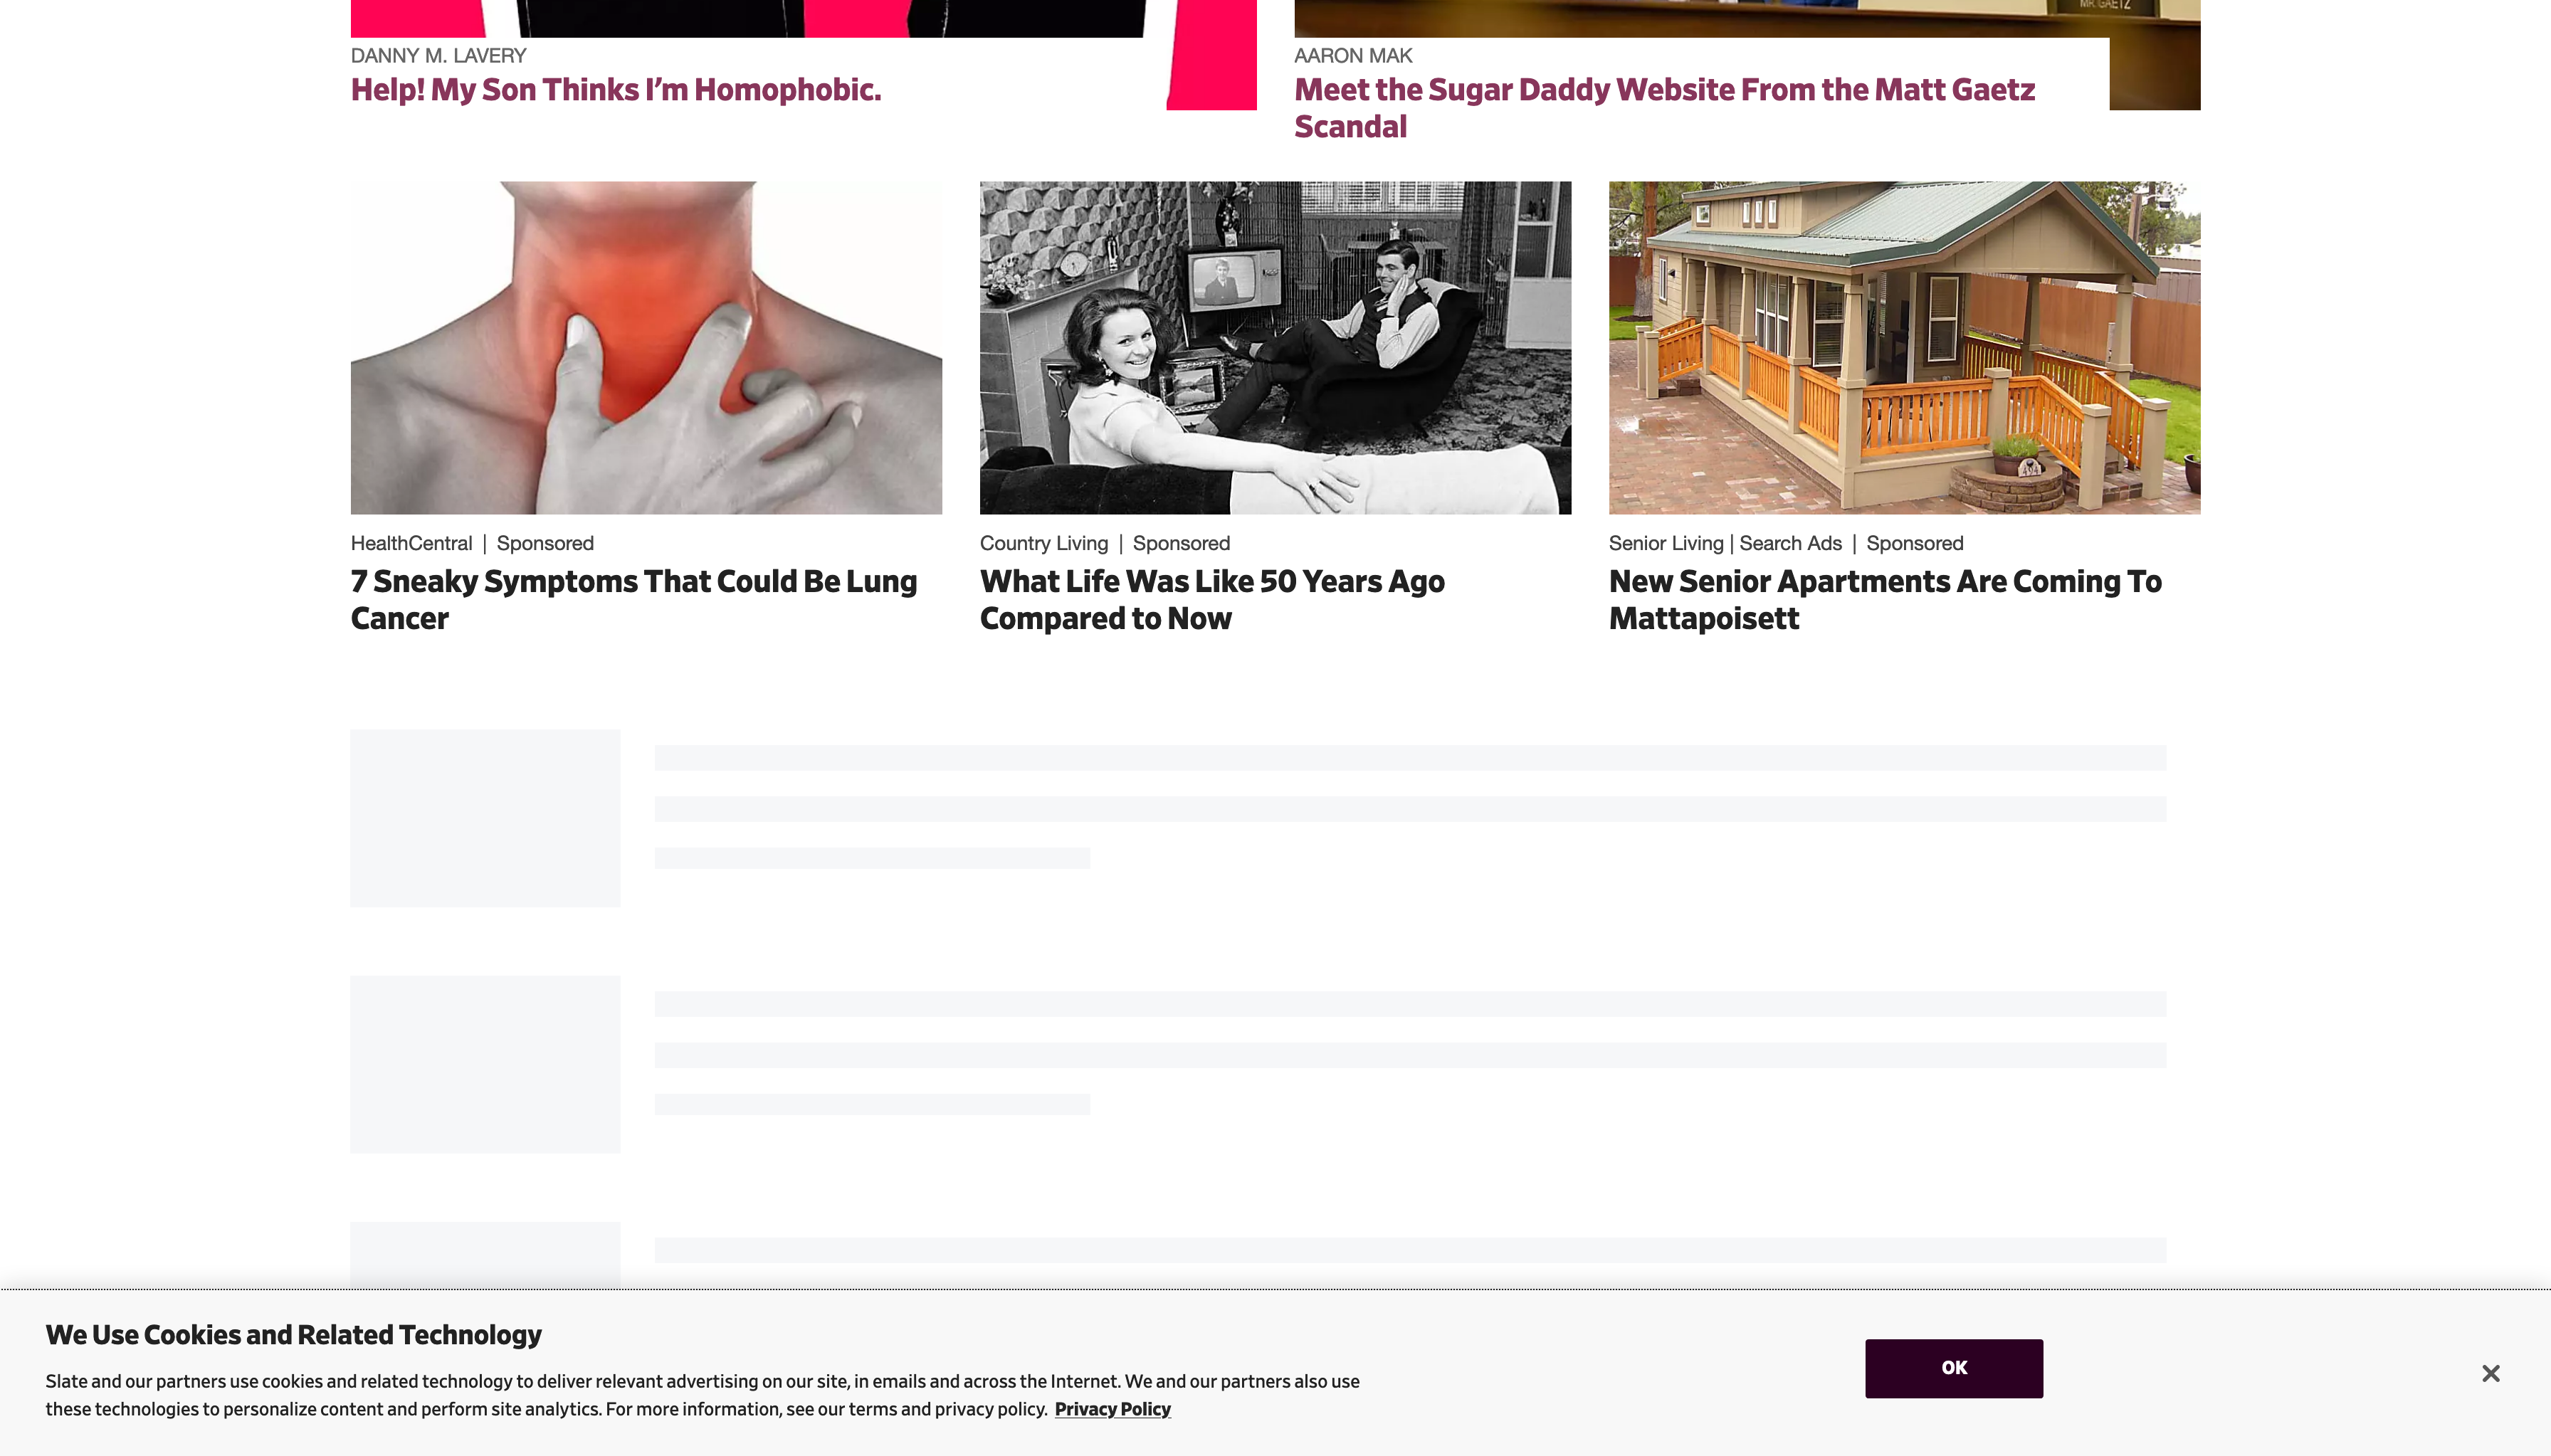 MR. GAETZ
DANNY M. LAVERY
Help! My Son Thinks I'm Homophobic.
AARON MAK
Meet the Sugar Daddy Website From the Matt Gaetz
Scandal
HealthCentral | Sponsored
7 Sneaky Symptoms That Could Be Lung
Cancer
Country Living | Sponsored
What Life Was Like 50 Years Ago
Compared to Now
Senior Living | Search Ads | Sponsored
New Senior Apartments Are Coming To
Mattapoisett
We Use Cookies and Related Technology
Slate and our partners use cookies and related technology to deliver relevant advertising on our site, in emails and across the Internet. We and our partners also use
these technologies to personalize content and perform site analytics. For more information, see our terms and privacy policy. Privacy Policy
OK